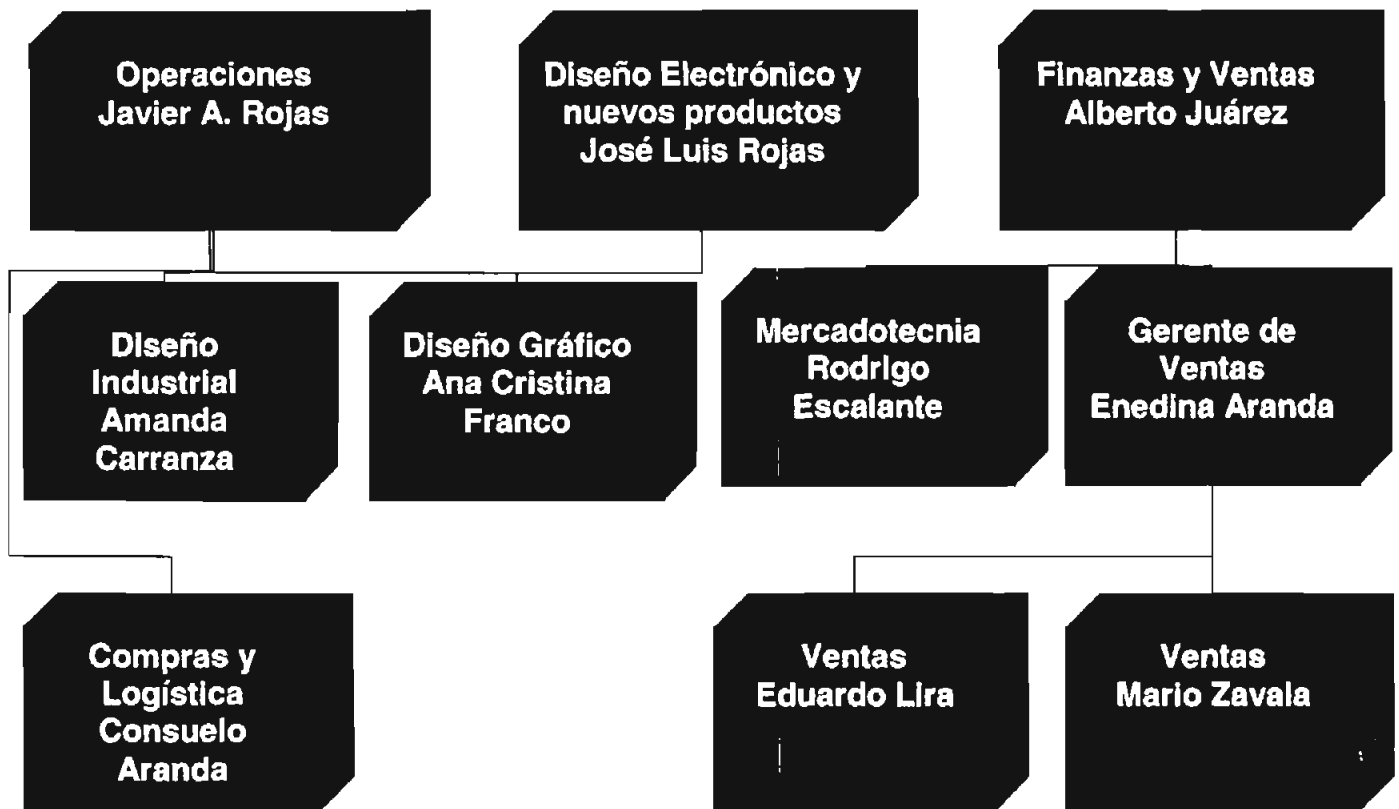 Operaciones
Javier A. Rojas
Diseño Electrónico y
nuevos productos
José Luis Rojas
Finanzas y Ventas
Alberto Juárez
Diseño
Industrial
Amanda
Carranza
Diseño Gráfico
Ana Cristina
Franco
Mercadotecnia
Rodrigo
Escalante
Gerente de
Ventas
Enedina Aranda
Compras y
Logística
Consuelo
Aranda
Ventas
Eduardo Lira
Ventas
Mario Zavala